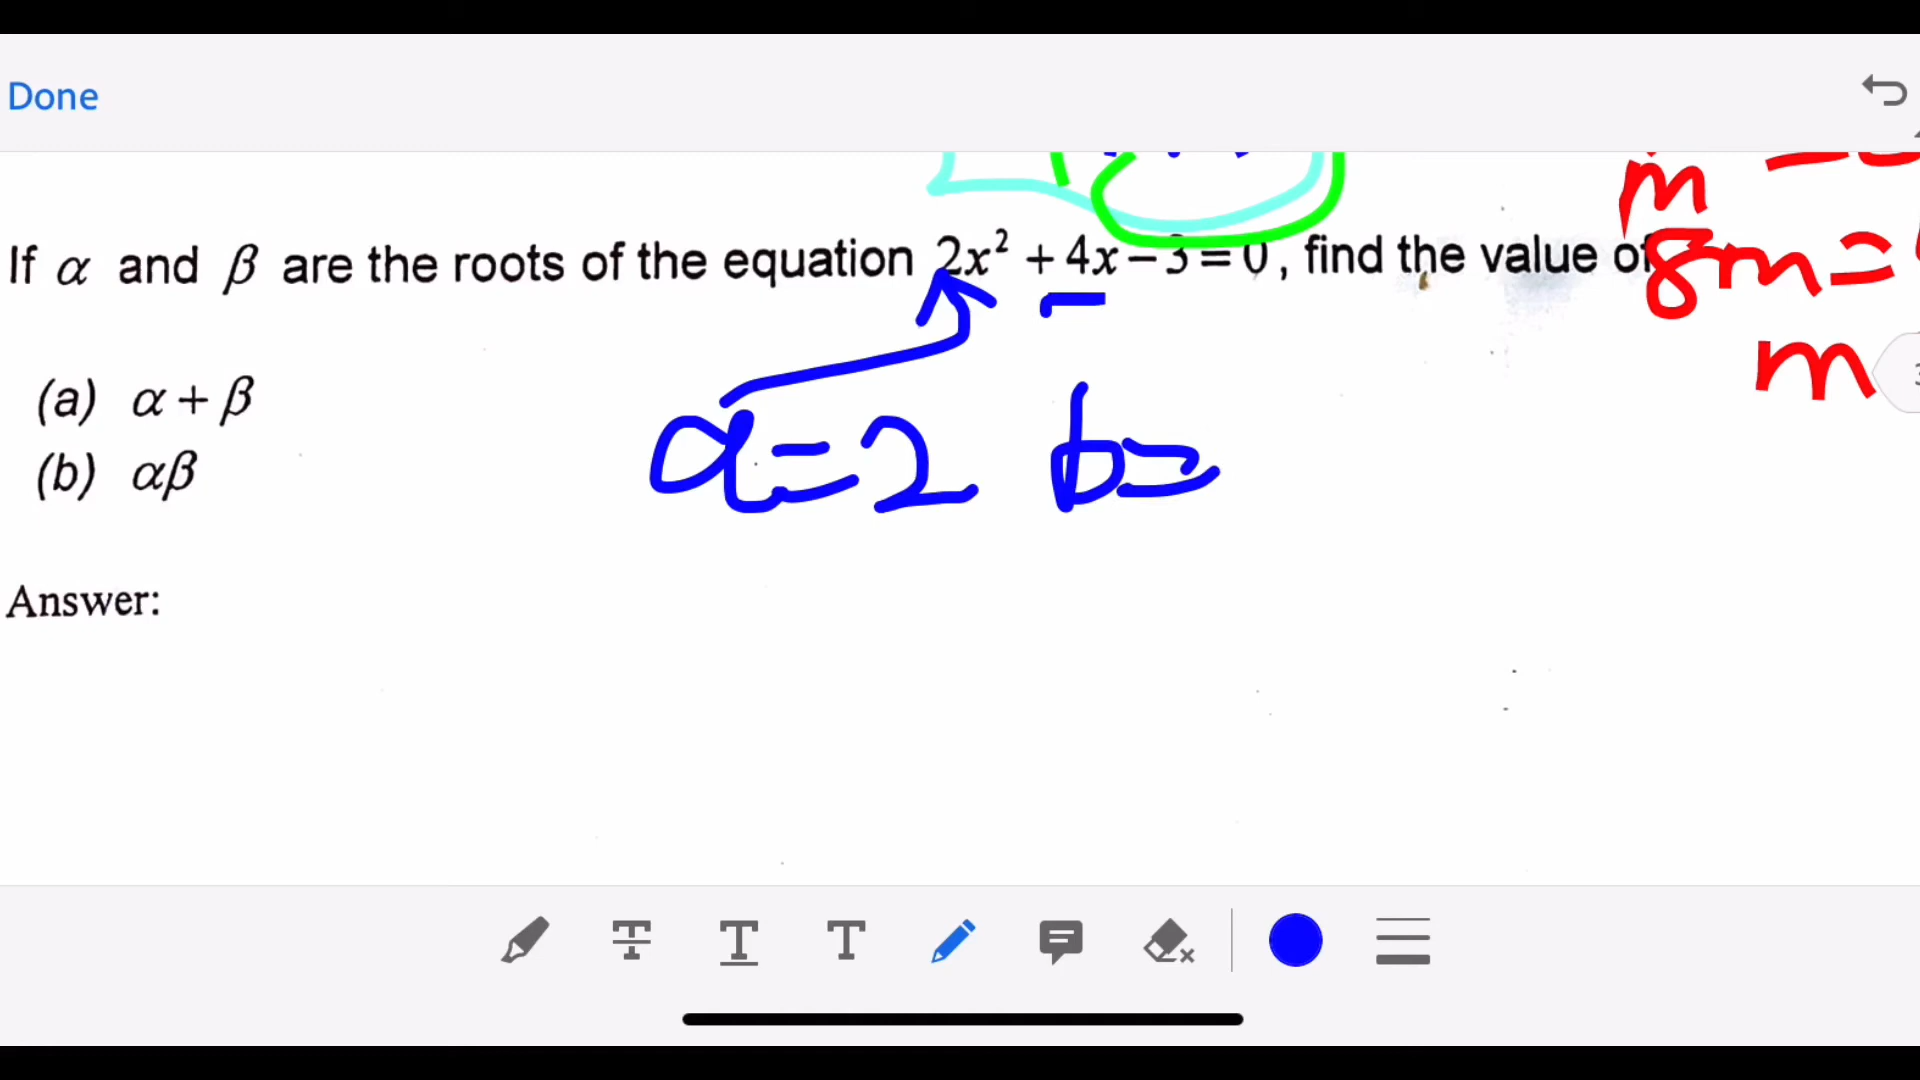 Done
m
If α and β are the roots of the equation 2x² + 4x − 3 = 0, find the value of
8m =
m
(a) α + β
a = 2 b =
(b) αβ
Answer: